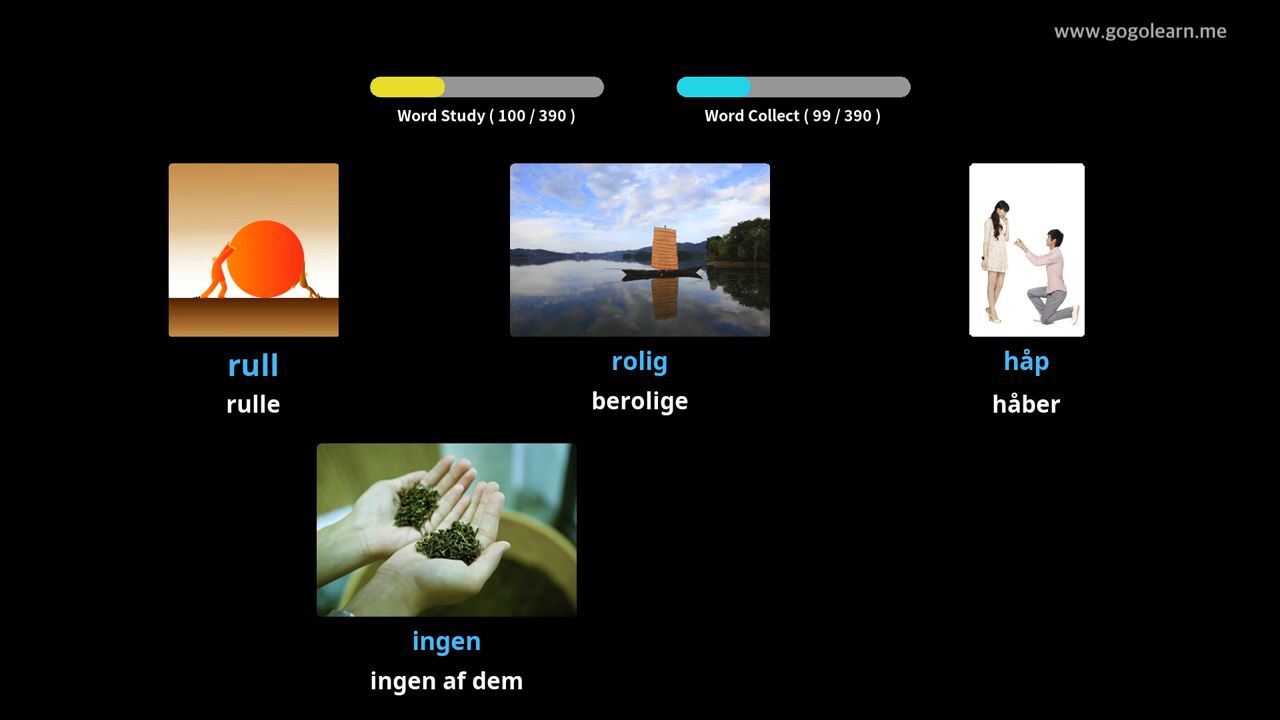 www.gogolearn.me
Word Study ( 100 / 390 )
Word Collect ( 99 / 390 )
rull
rulle
rolig
berolige
håp
håber
ingen
ingen af dem